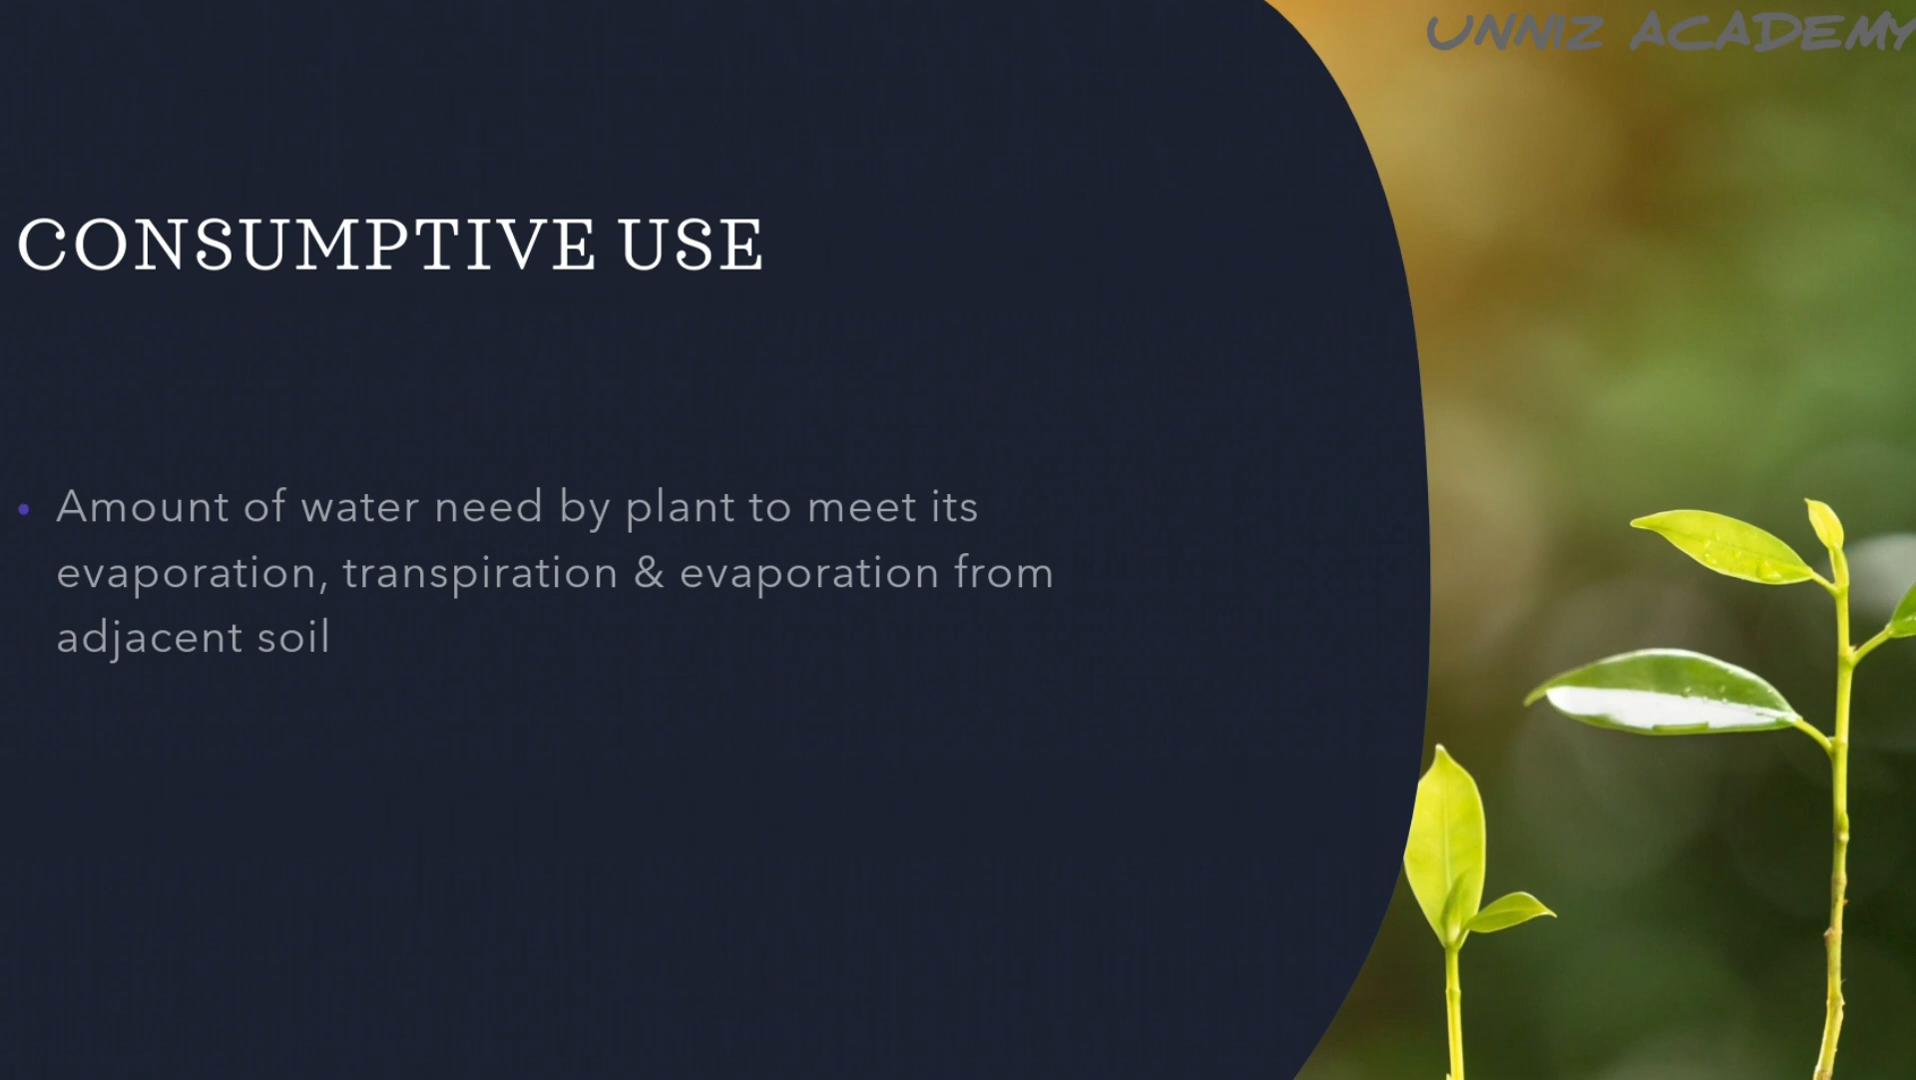 UNNIZ ACADEMY
CONSUMPTIVE USE
• Amount of water need by plant to meet its
evaporation, transpiration & evaporation from
adjacent soil